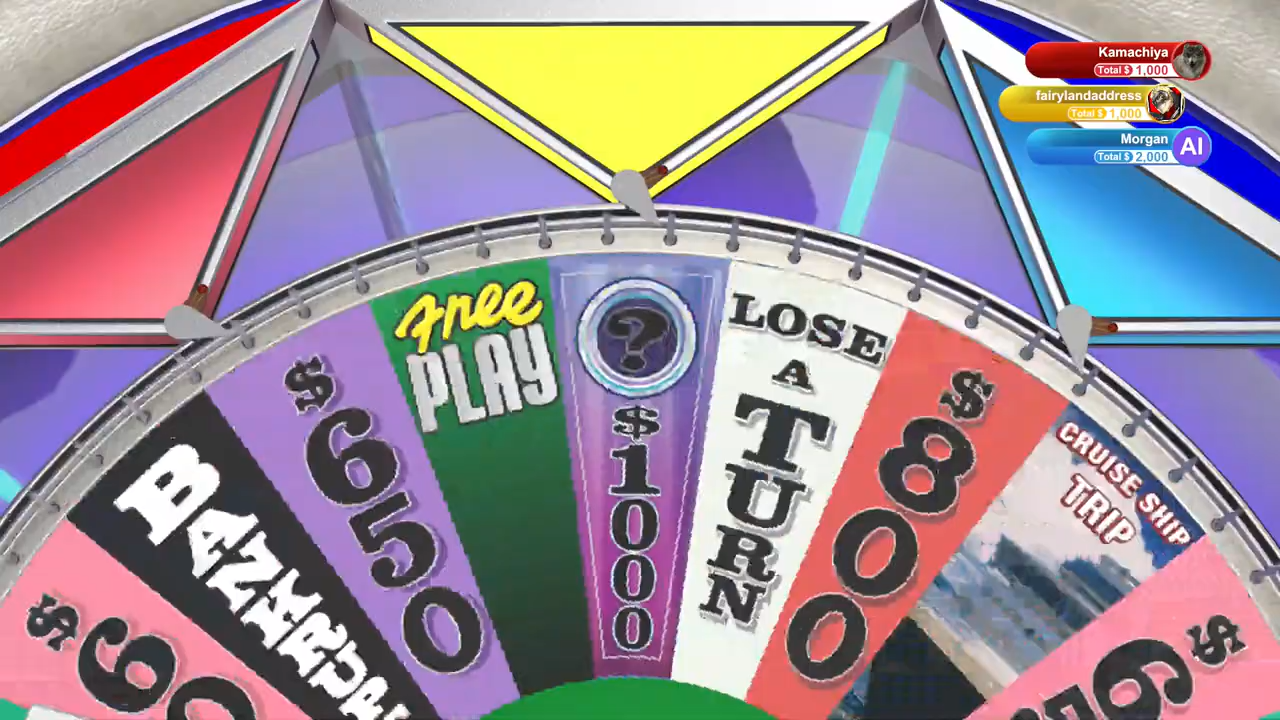 Kamachiya
Total $ 1,000
fairylandaddress
Total $ 1,000
Morgan
AI
Total $ 2,000
Free
PLAY
?
$1000
LOSE
A
TURN
$800
CRUISE SHIP
TRIP
$650
BANKRUPT
$